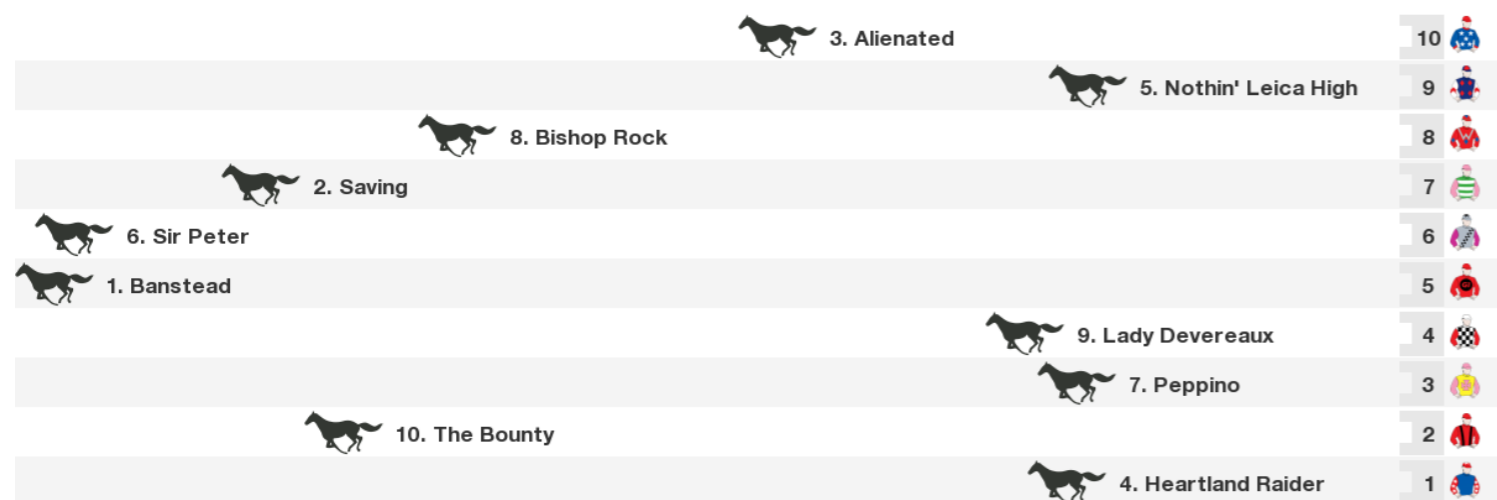 3. Alienated 10
5. Nothin' Leica High 9
8. Bishop Rock 8
2. Saving 7
6. Sir Peter 6
1. Banstead 5
9. Lady Devereaux 4
7. Peppino 3
10. The Bounty 2
4. Heartland Raider 1